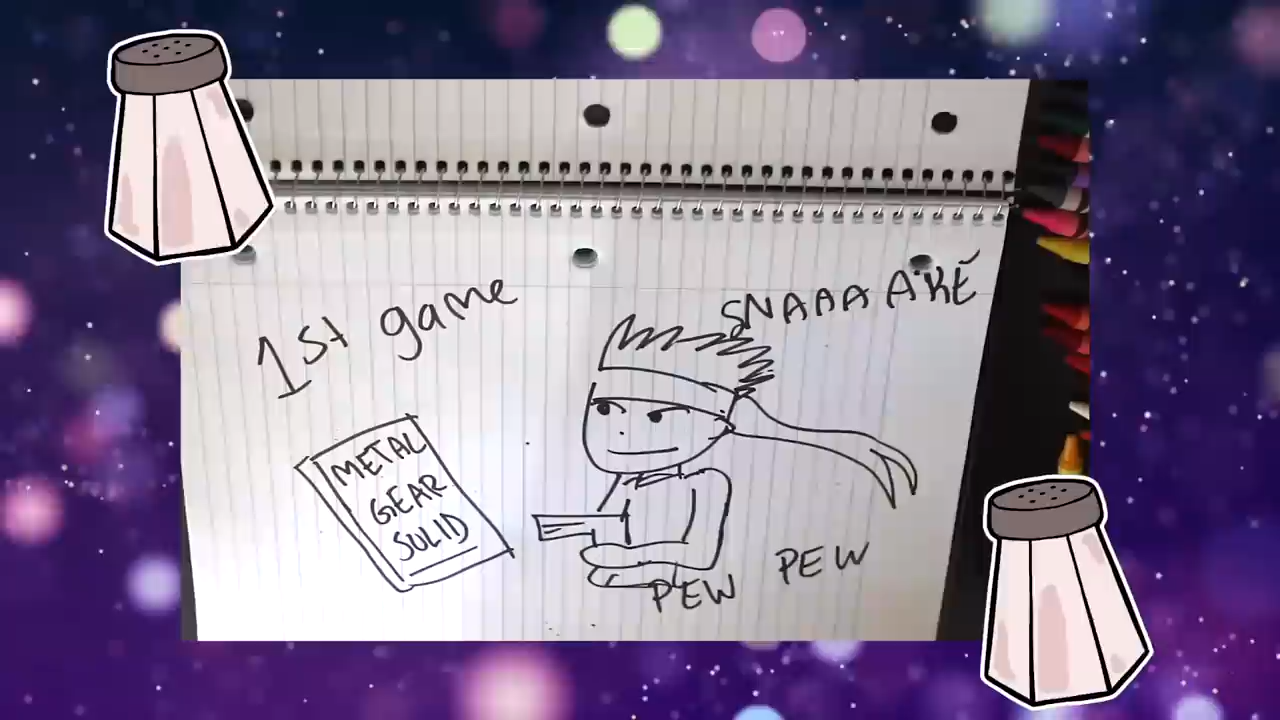 1st game
SNAAAAKE
METAL
GEAR
SOLID
PEW
PEW